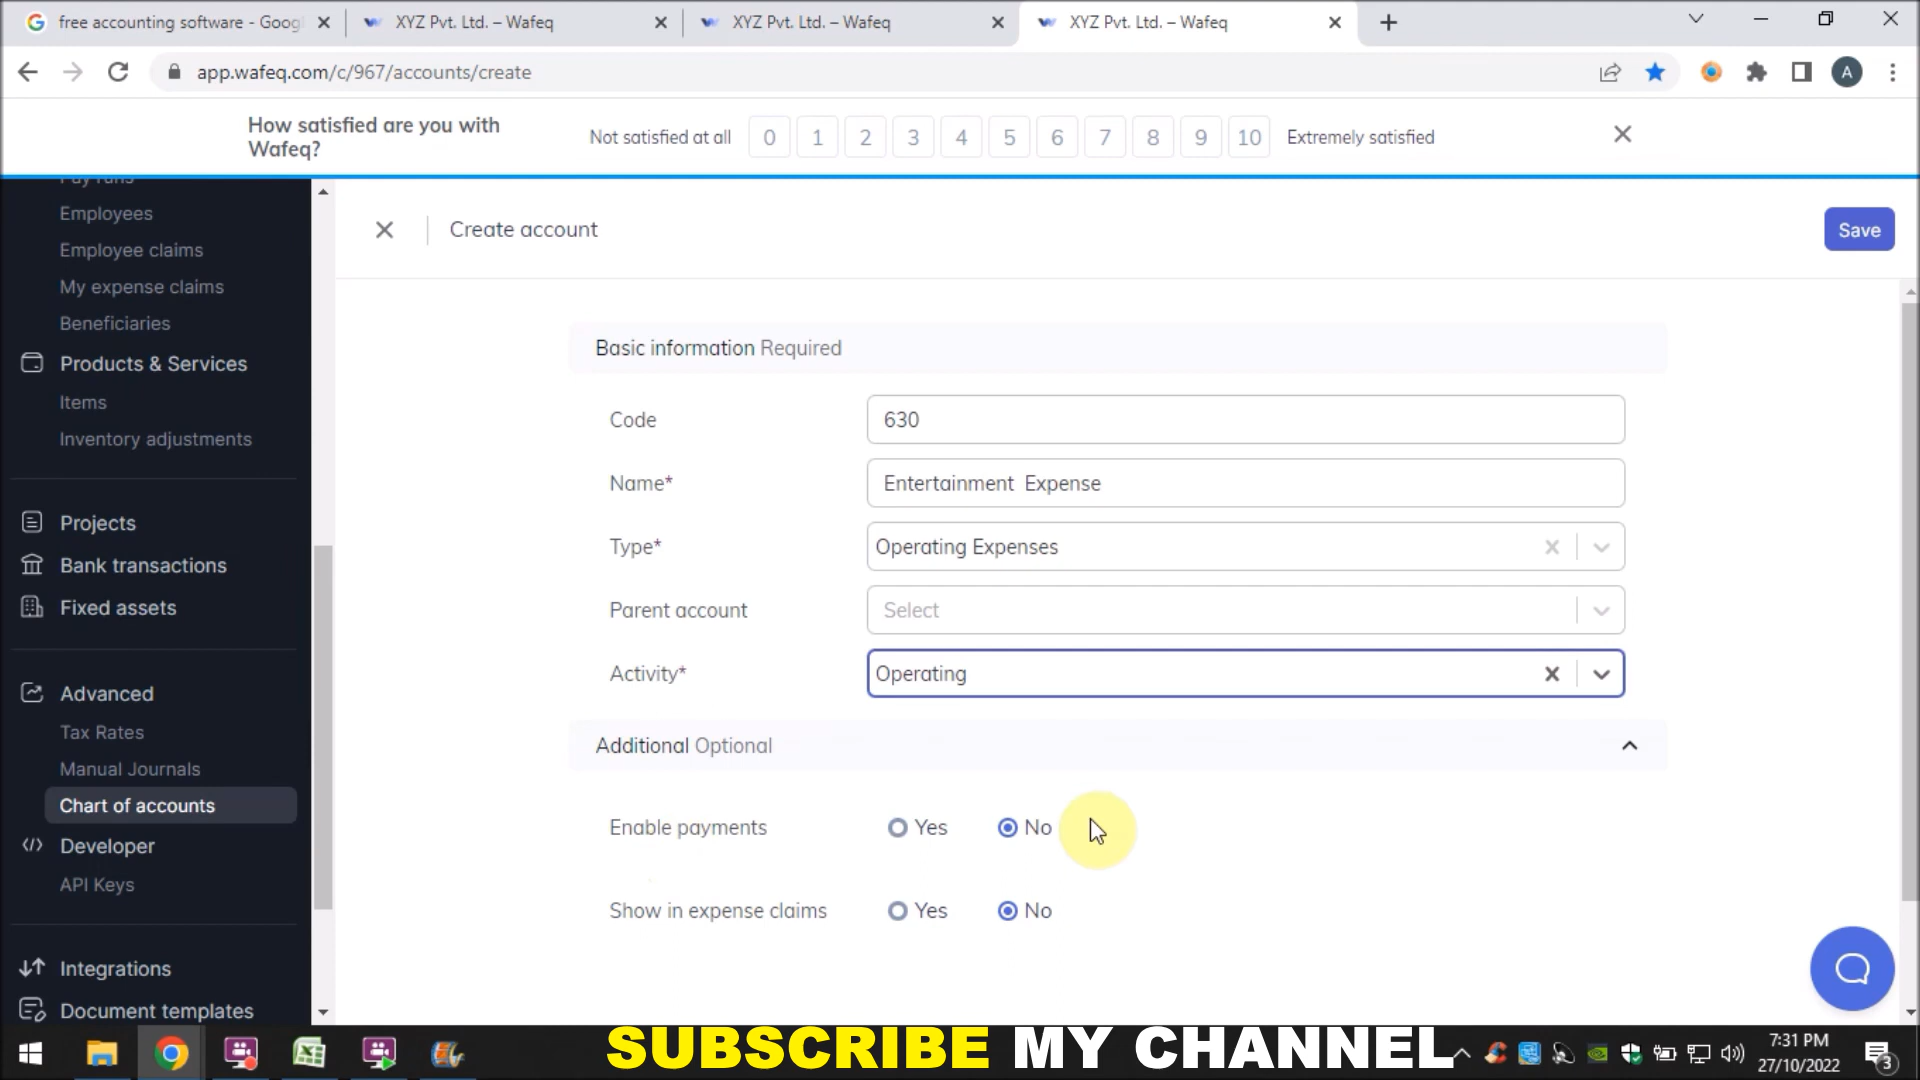 free accounting software - Goog
XYZ Pvt. Ltd. – Wafeq
XYZ Pvt. Ltd. – Wafeq
XYZ Pvt. Ltd. – Wafeq
app.wafeq.com/c/967/accounts/create
A
How satisfied are you with
Wafeq?
Not satisfied at all 0 1 2 3 4 5 6 7 8 9 10 Extremely satisfied
Pay runs
Employees
Employee claims
My expense claims
Beneficiaries
Products & Services
Items
Inventory adjustments
Projects
Bank transactions
Fixed assets
Advanced
Tax Rates
Manual Journals
Chart of accounts
Developer
API Keys
Integrations
Document templates
Create account
Save
Basic information Required
Code 630
Name* Entertainment  Expense
Type* Operating Expenses
Parent account Select
Activity* Operating
Additional Optional
Enable payments Yes No
Show in expense claims Yes No
SUBSCRIBE MY CHANNEL
7:31 PM
27/10/2022
3